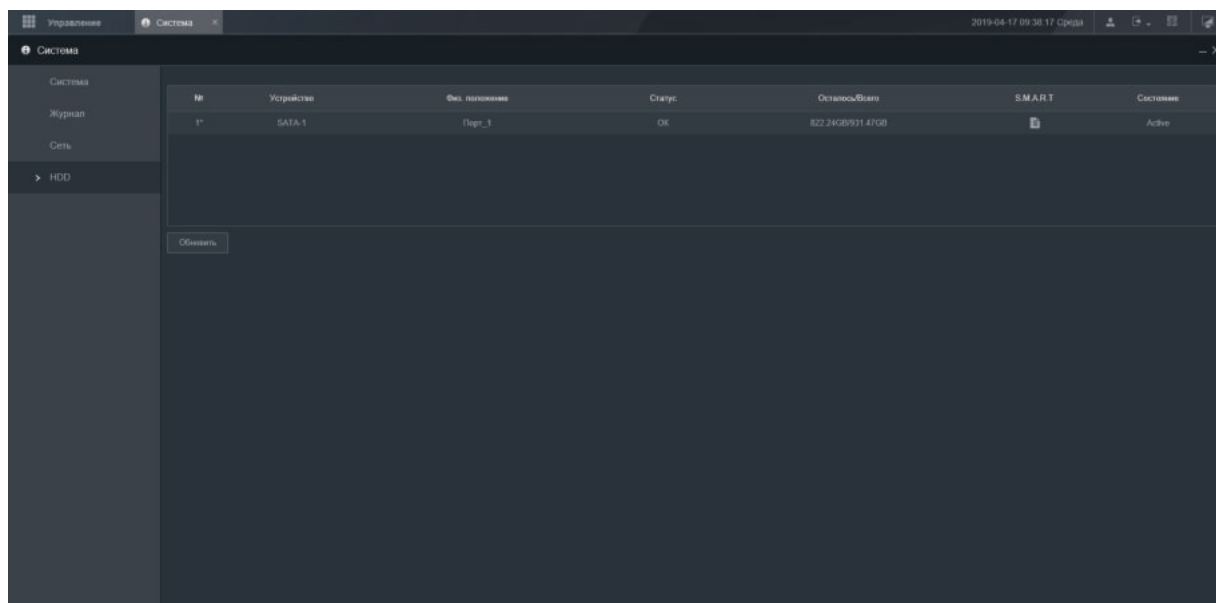 Управление Система × 2019-04-17 09:38:17 Среда
Система
Система
Журнал
Сеть
HDD
№ Устройство Физ. положение Статус Осталось/Всего S.M.A.R.T Состояние
1* SATA-1 Порт_1 OK 822.24GB/931.47GB Active
Обновить